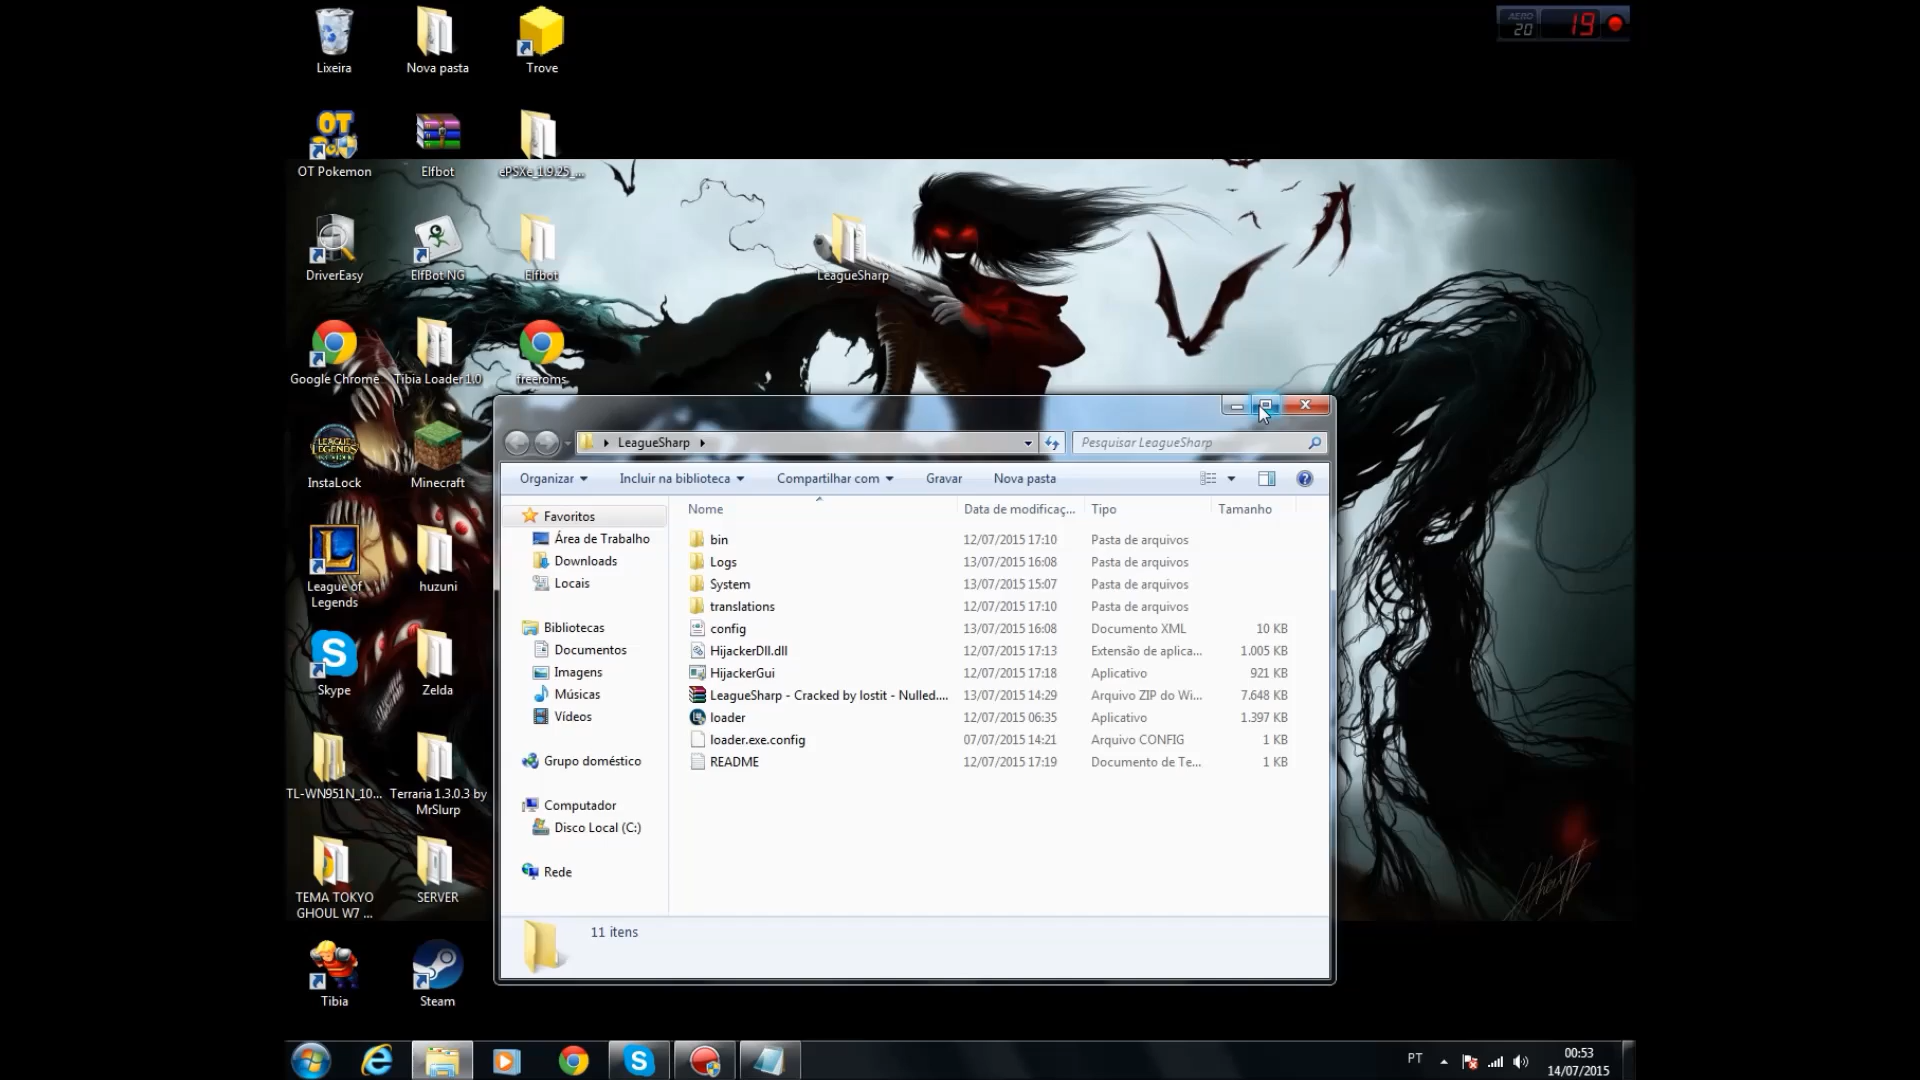 Lixeira
Nova pasta
Trove
AERO
20
19
OT Pokemon
Elfbot
ePSXe_1.9.25_...
DriverEasy
ElfBot NG
Elfbot
LeagueSharp
Google Chrome
Tibia Loader1.0
freeroms
InstaLock
Minecraft
League of
Legends
huzuni
Skype
Zelda
TL-WN951N_10...
Terraria 1.3.0.3 by
MrSlurp
TEMA TOKYO
GHOUL W7 ...
SERVER
Tibia
Steam
LeagueSharp
Pesquisar LeagueSharp
Organizar
Incluir na biblioteca
Compartilhar com
Gravar
Nova pasta
Favoritos
Área de Trabalho
Downloads
Locais
Bibliotecas
Documentos
Imagens
Músicas
Vídeos
Grupo doméstico
Computador
Disco Local (C:)
Rede
Nome Data de modificaç... Tipo Tamanho
bin 12/07/2015 17:10 Pasta de arquivos
Logs 13/07/2015 16:08 Pasta de arquivos
System 13/07/2015 15:07 Pasta de arquivos
translations 12/07/2015 17:10 Pasta de arquivos
config 13/07/2015 16:08 Documento XML 10 KB
HijackerDll.dll 12/07/2015 17:13 Extensão de aplica... 1.005 KB
HijackerGui 12/07/2015 17:18 Aplicativo 921 KB
LeagueSharp - Cracked by lostit - Nulled.... 13/07/2015 14:29 Arquivo ZIP do Wi... 7.648 KB
loader 12/07/2015 06:35 Aplicativo 1.397 KB
loader.exe.config 07/07/2015 14:21 Arquivo CONFIG 1 KB
README 12/07/2015 17:19 Documento de Te... 1 KB
11 itens
PT
00:53
14/07/2015